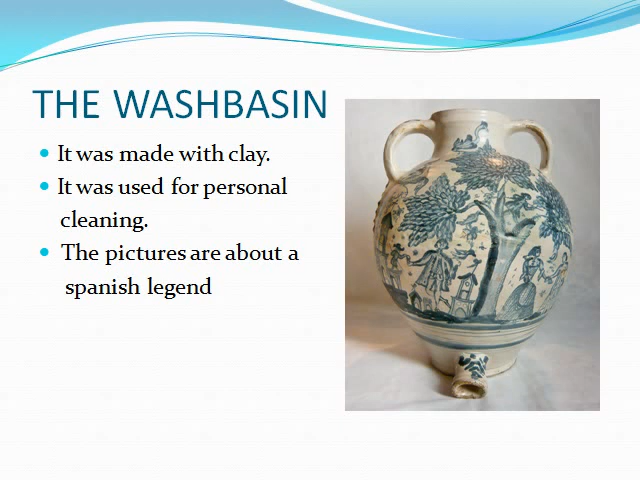 THE WASHBASIN
It was made with clay.
It was used for personal
cleaning.
The pictures are about a
spanish legend